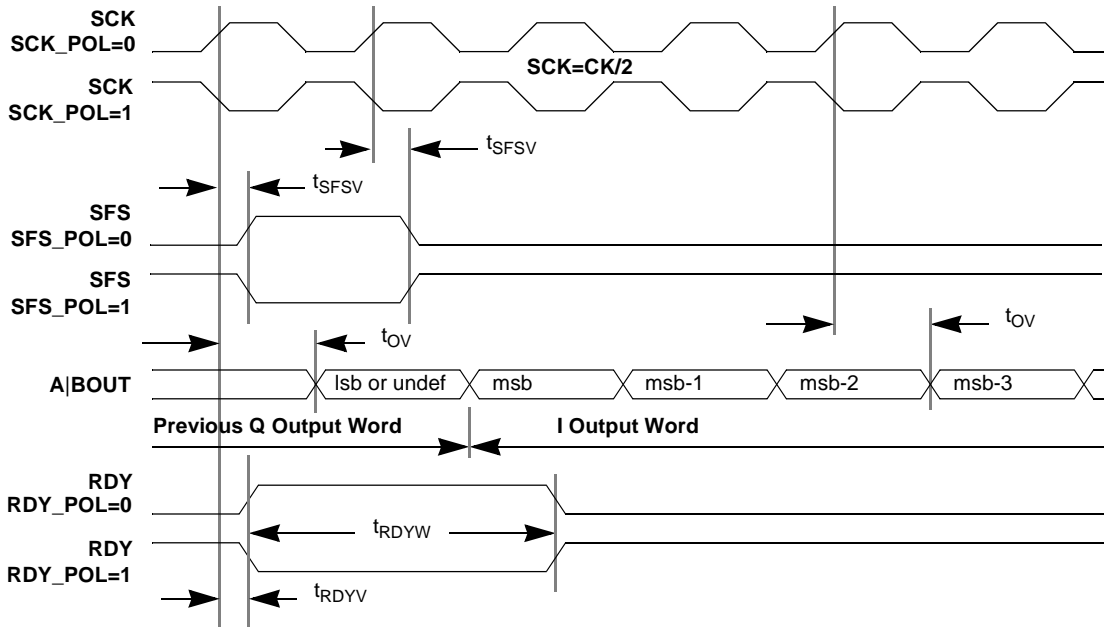 SCK
SCK_POL=0
SCK=CK/2
SCK
SCK_POL=1
tSFSV
tSFSV
SFS
SFS_POL=0
SFS
SFS_POL=1
tOV
tOV
A|BOUT
lsb or undef
msb
msb-1
msb-2
msb-3
Previous Q Output Word
I Output Word
RDY
RDY_POL=0
tRDYW
RDY
RDY_POL=1
tRDYV